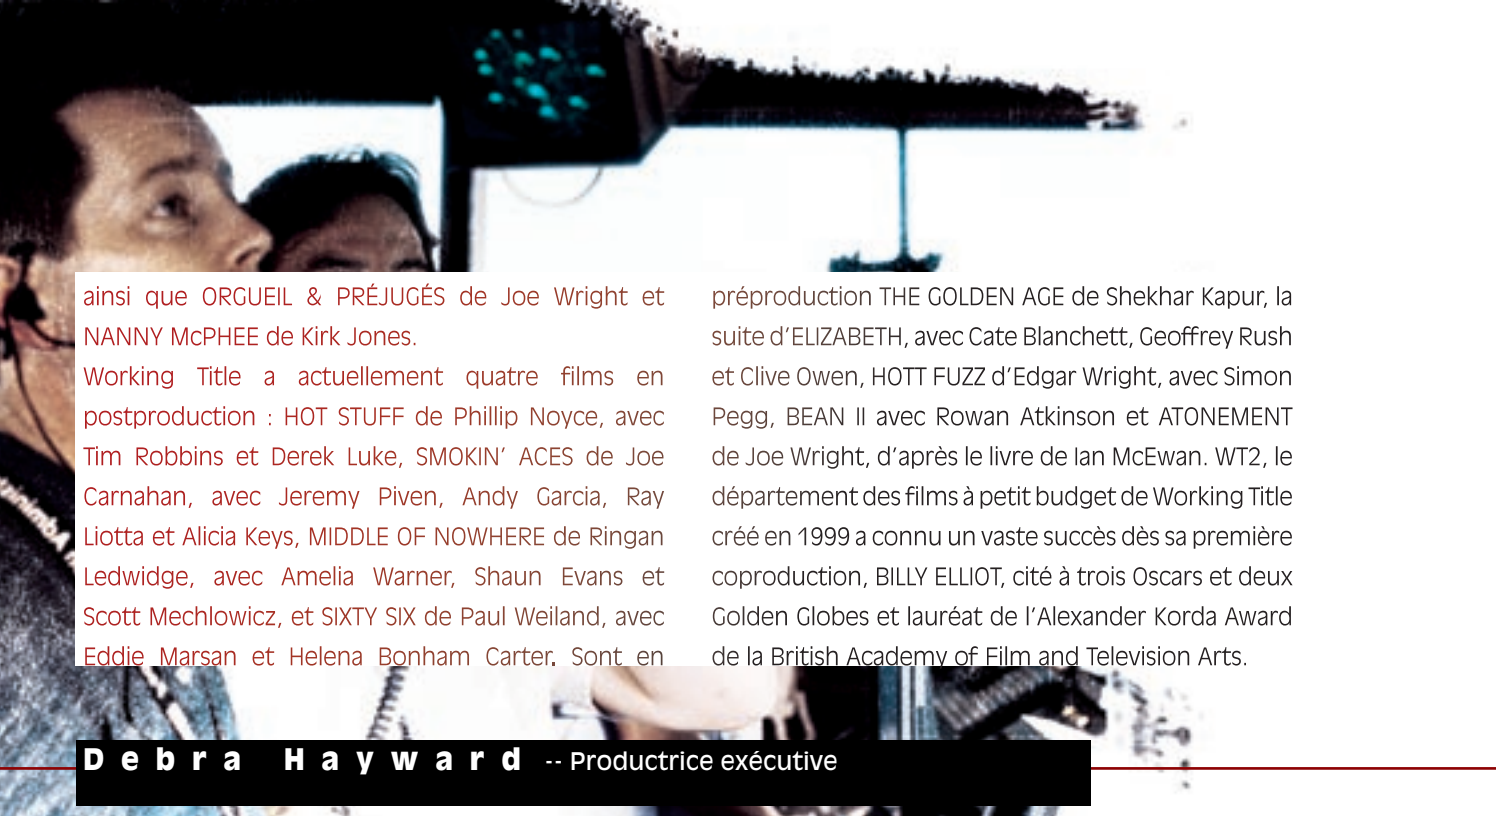 ainsi que ORGUEIL & PRÉJUGÉS de Joe Wright et
NANNY McPHEE de Kirk Jones.
Working Title a actuellement quatre films en
postproduction : HOT STUFF de Phillip Noyce, avec
Tim Robbins et Derek Luke, SMOKIN' ACES de Joe
Carnahan, avec Jeremy Piven, Andy Garcia, Ray
Liotta et Alicia Keys, MIDDLE OF NOWHERE de Ringan
Ledwidge, avec Amelia Warner, Shaun Evans et
Scott Mechlowicz, et SIXTY SIX de Paul Weiland, avec
Eddie Marsan et Helena Bonham Carter. Sont en
préproduction THE GOLDEN AGE de Shekhar Kapur, la
suite d'ELIZABETH, avec Cate Blanchett, Geoffrey Rush
et Clive Owen, HOTT FUZZ d'Edgar Wright, avec Simon
Pegg, BEAN II avec Rowan Atkinson et ATONEMENT
de Joe Wright, d'après le livre de Ian McEwan. WT2, le
département des films à petit budget de Working Title
créé en 1999 a connu un vaste succès dès sa première
coproduction, BILLY ELLIOT, cité à trois Oscars et deux
Golden Globes et lauréat de l'Alexander Korda Award
de la British Academy of Film and Television Arts.
Debra Hayward -- Productrice exécutive